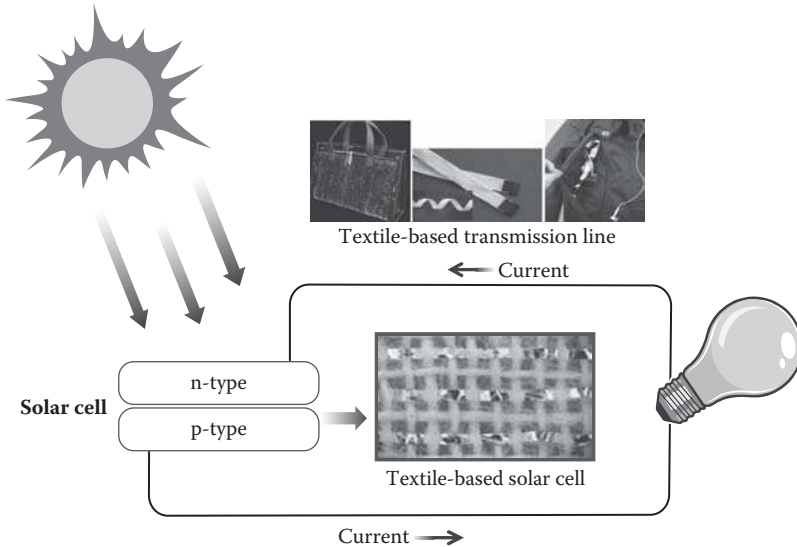 Textile-based transmission line
Current
n-type
Solar cell
p-type
Textile-based solar cell
Current